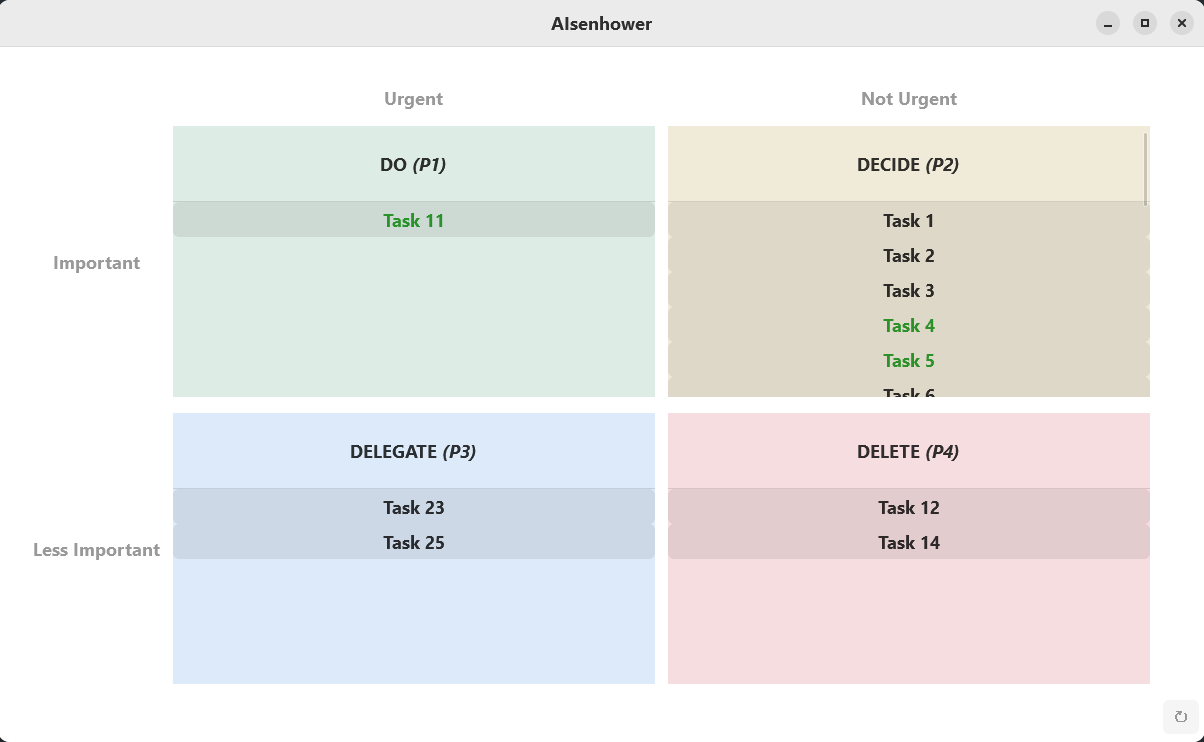 AIsenhower
Urgent
Not Urgent
Important
DO (P1)
Task 11
DECIDE (P2)
Task 1
Task 2
Task 3
Task 4
Task 5
Task 6
Less Important
DELEGATE (P3)
Task 23
Task 25
DELETE (P4)
Task 12
Task 14